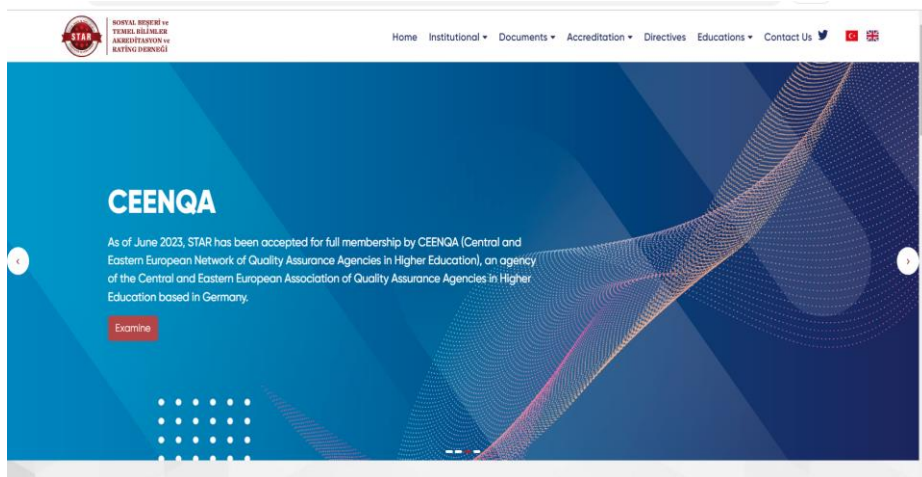 STAR
SOSYAL BEŞERİ ve
TEMEL BİLİMLER
AKREDİTASYON ve
RATİNG DERNEĞİ
Home Institutional Documents Accreditation Directives Educations Contact Us
CEENQA
As of June 2023, STAR has been accepted for full membership by CEENQA (Central and
Eastern European Network of Quality Assurance Agencies in Higher Education), an agency
of the Central and Eastern European Association of Quality Assurance Agencies in Higher
Education based in Germany.
Examine